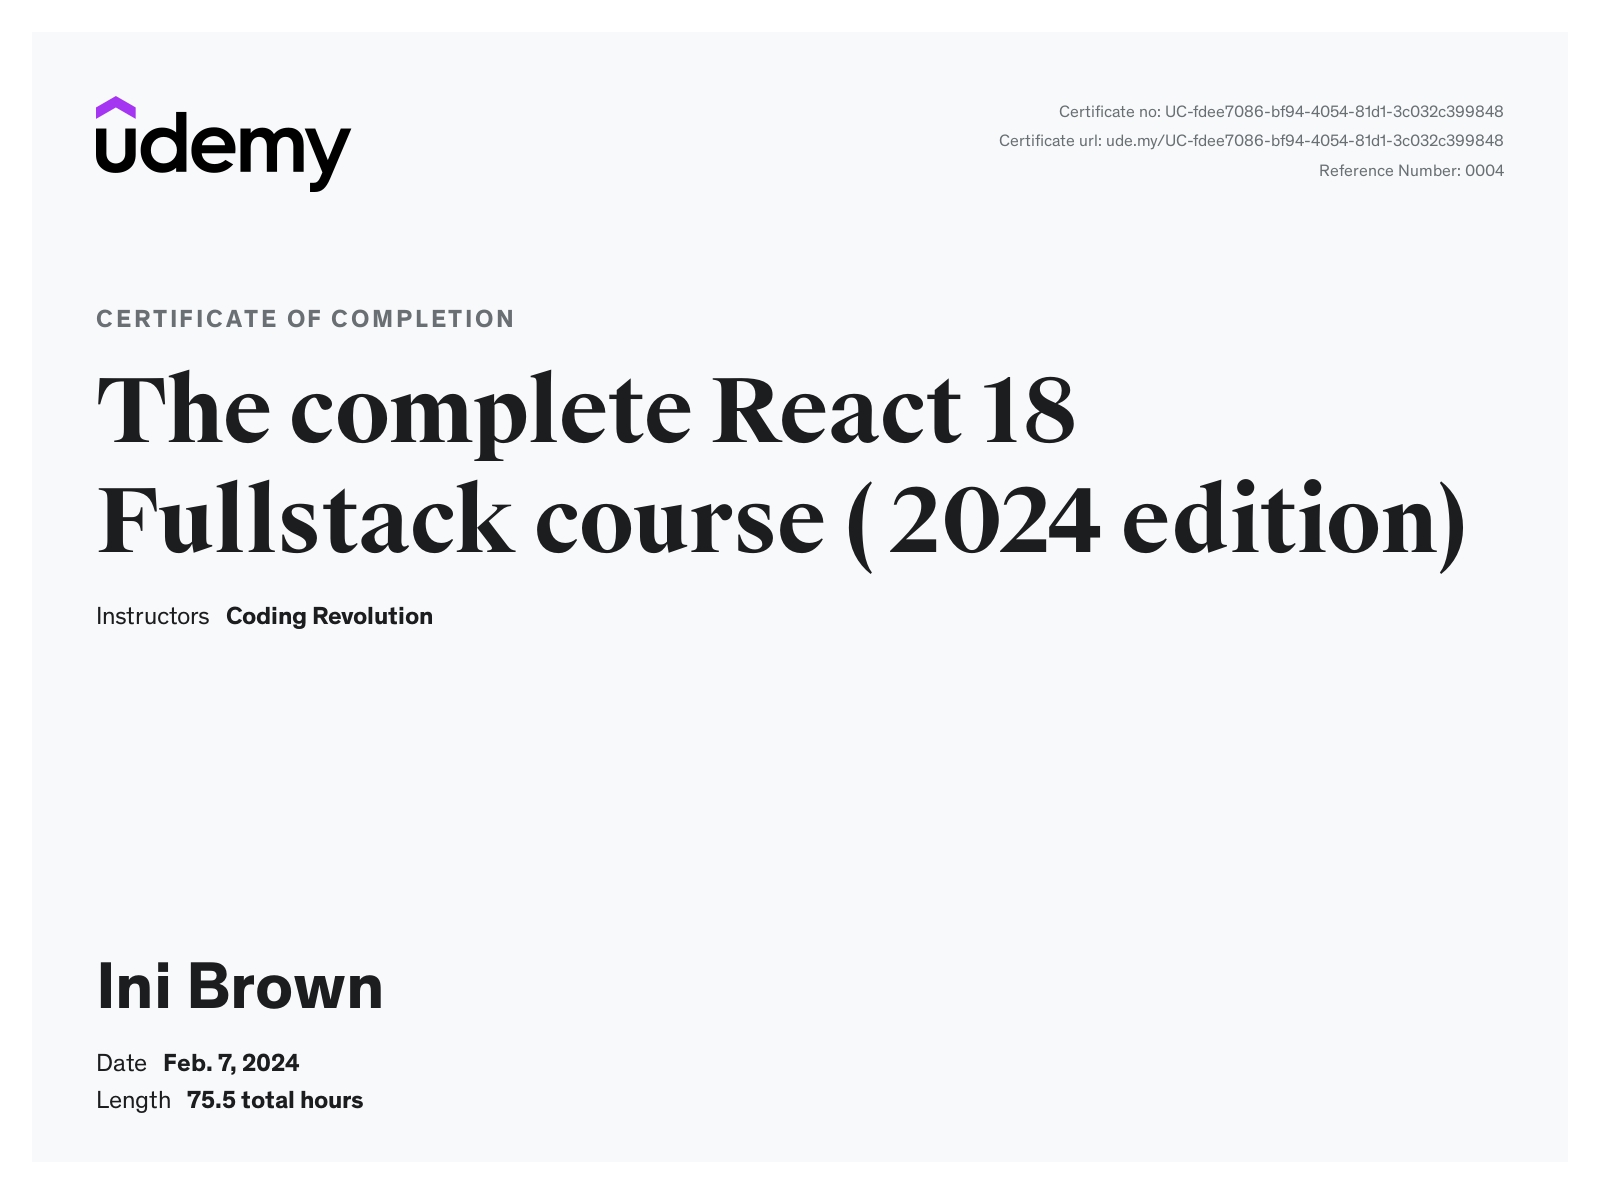 udemy
Certificate no: UC-fdee7086-bf94-4054-81d1-3c032c399848
Certificate url: ude.my/UC-fdee7086-bf94-4054-81d1-3c032c399848
Reference Number: 0004
CERTIFICATE OF COMPLETION
The complete React 18
Fullstack course ( 2024 edition)
Instructors Coding Revolution
Ini Brown
Date Feb. 7, 2024
Length 75.5 total hours